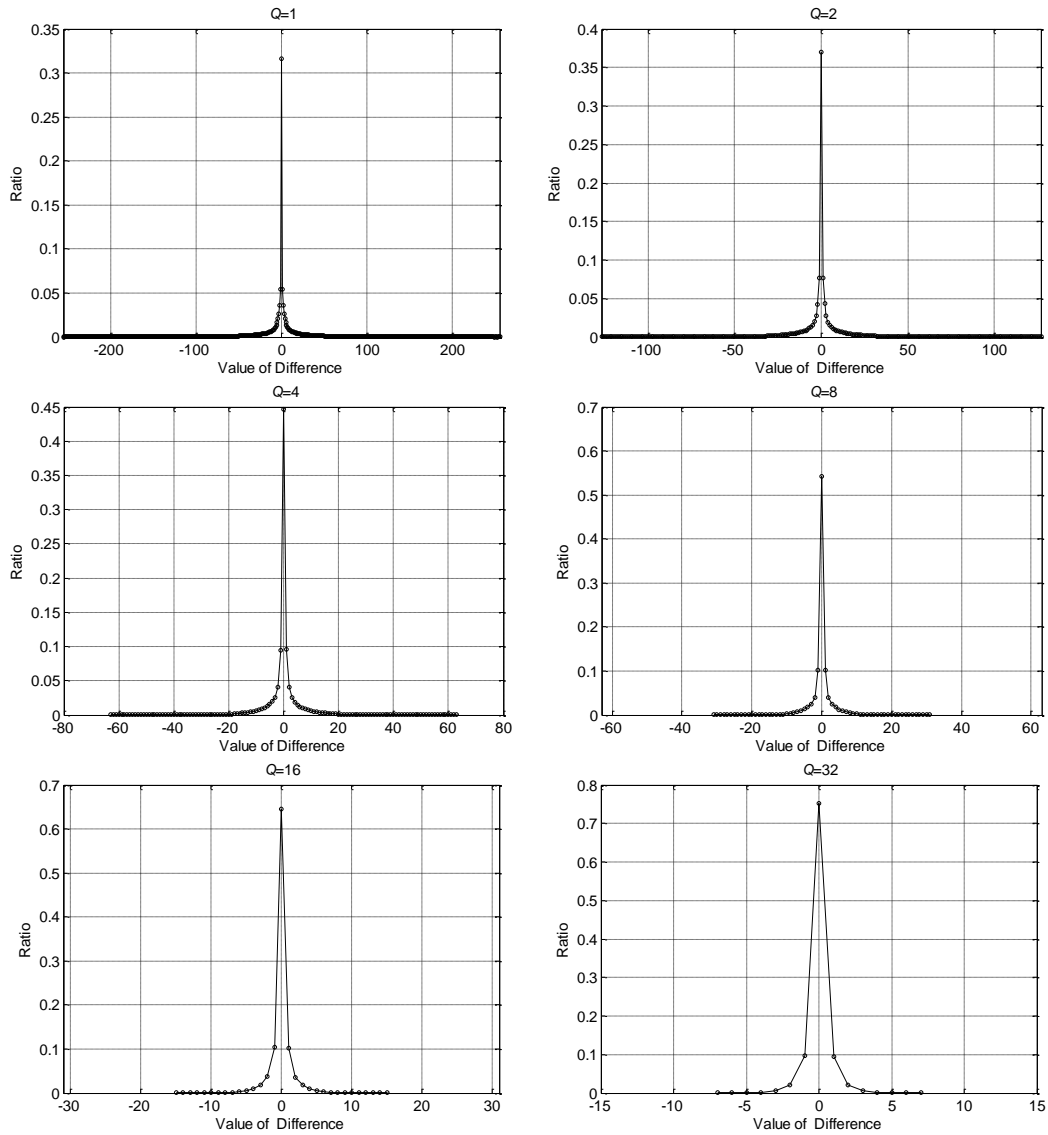 Q=1
0.35
0.3
0.25
0.2
0.15
0.1
0.05
0
Ratio
-200 -100 0 100 200
Value of Difference
Q=2
0.4
0.35
0.3
0.25
0.2
0.15
0.1
0.05
0
Ratio
-100 -50 0 50 100
Value of Difference
Q=4
0.45
0.4
0.35
0.3
0.25
0.2
0.15
0.1
0.05
0
Ratio
-80 -60 -40 -20 0 20 40 60 80
Value of Difference
Q=8
0.7
0.6
0.5
0.4
0.3
0.2
0.1
0
Ratio
-60 -40 -20 0 20 40 60
Value of Difference
Q=16
0.7
0.6
0.5
0.4
0.3
0.2
0.1
0
Ratio
-30 -20 -10 0 10 20 30
Value of Difference
Q=32
0.8
0.7
0.6
0.5
0.4
0.3
0.2
0.1
0
Ratio
-15 -10 -5 0 5 10 15
Value of Difference